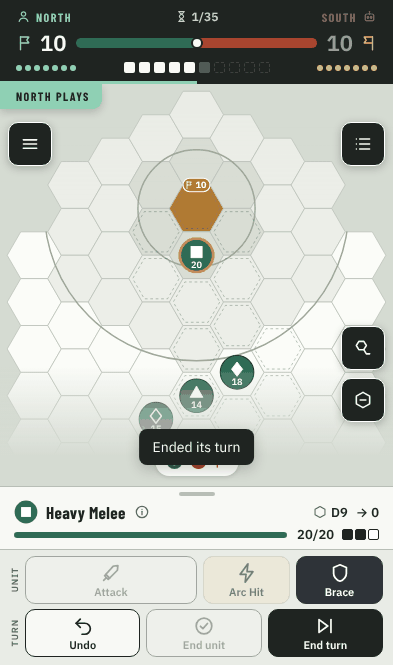 NORTH
1/35
SOUTH
10
10
NORTH PLAYS
10
20
18
14
15
Ended its turn
Heavy Melee
D9
→ 0
20/20
UNIT
Attack
Arc Hit
Brace
TURN
Undo
End unit
End turn